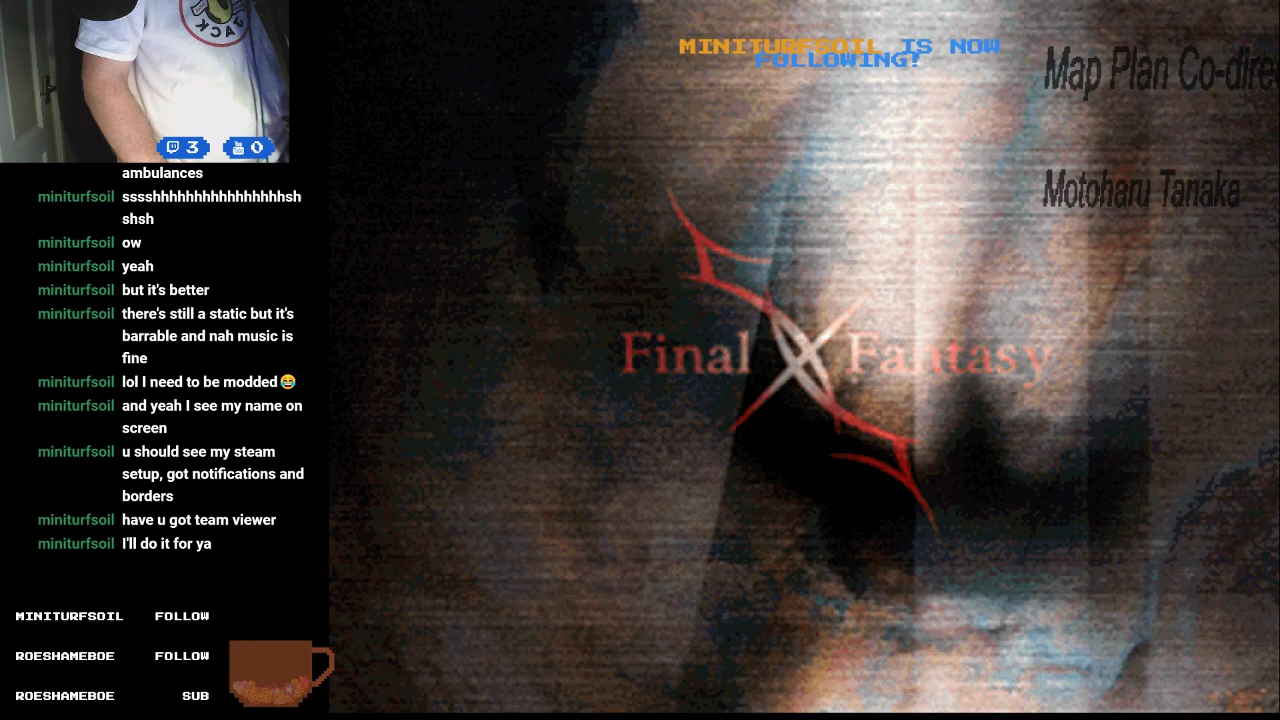 JACK
3
0
MINITURFSOIL IS NOW
FOLLOWING!
Map Plan Co-dire
Motoharu Tanaka
Final Fantasy
ambulances
miniturfsoil sssshhhhhhhhhhhhhhhhsh
shsh
miniturfsoil ow
miniturfsoil yeah
miniturfsoil but it's better
miniturfsoil there's still a static but it's
barrable and nah music is
fine
miniturfsoil lol I need to be modded😂
miniturfsoil and yeah I see my name on
screen
miniturfsoil u should see my steam
setup, got notifications and
borders
miniturfsoil have u got team viewer
miniturfsoil I'll do it for ya
MINITURFSOIL FOLLOW
ROESHAMEBOE FOLLOW
ROESHAMEBOE SUB